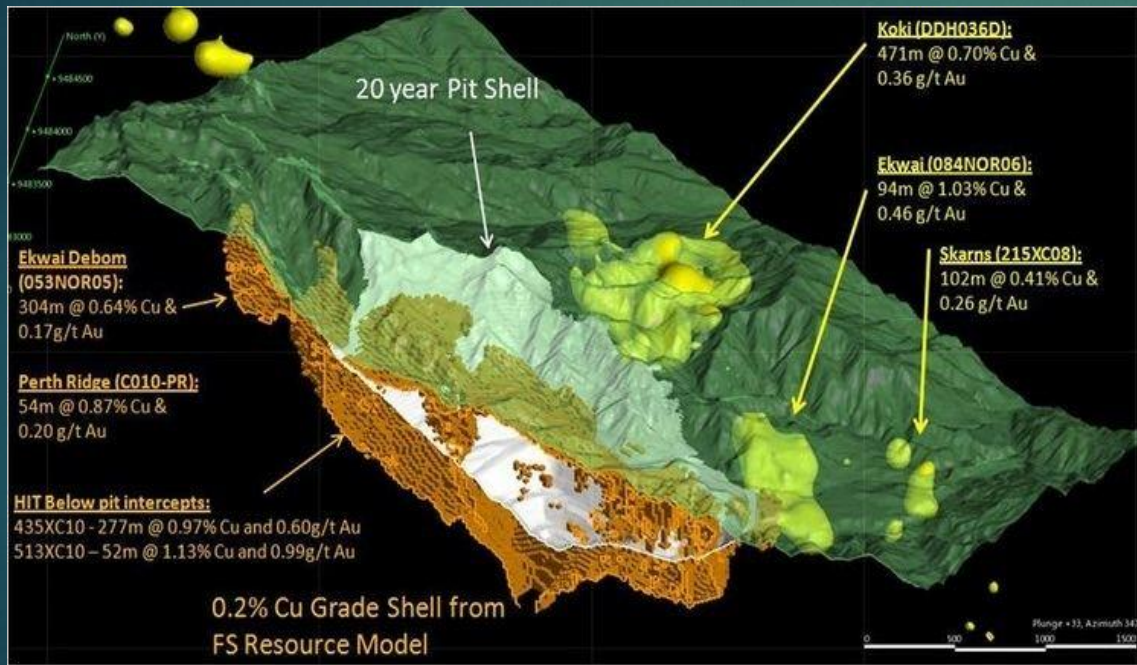 North (Y)
+ 9484500
+ 9484000
+ 9483500
20 year Pit Shell
Koki (DDH036D):
471m @ 0.70% Cu &
0.36 g/t Au
Ekwai (084NOR06):
94m @ 1.03% Cu &
0.46 g/t Au
Skarns (215XC08):
102m @ 0.41% Cu &
0.26 g/t Au
Ekwai Debom
(053NOR05):
304m @ 0.64% Cu &
0.17g/t Au
Perth Ridge (C010-PR):
54m @ 0.87% Cu &
0.20 g/t Au
HIT Below pit intercepts:
435XC10 - 277m @ 0.97% Cu and 0.60g/t Au
513XC10 – 52m @ 1.13% Cu and 0.99g/t Au
0.2% Cu Grade Shell from
FS Resource Model
Plunge +33, Azimuth
0 500 1000 1500